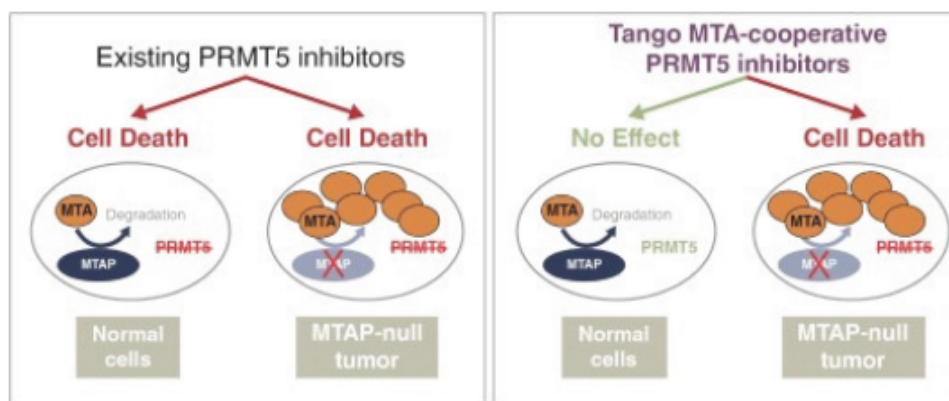 Existing PRMT5 inhibitors
Cell Death
Cell Death
MTA
Degradation
PRMT5
MTAP
MTA
PRMT5
MTAP
Normal
cells
MTAP-null
tumor
Tango MTA-cooperative
PRMT5 inhibitors
No Effect
Cell Death
MTA
Degradation
PRMT5
MTAP
MTA
PRMT5
MTAP
Normal
cells
MTAP-null
tumor